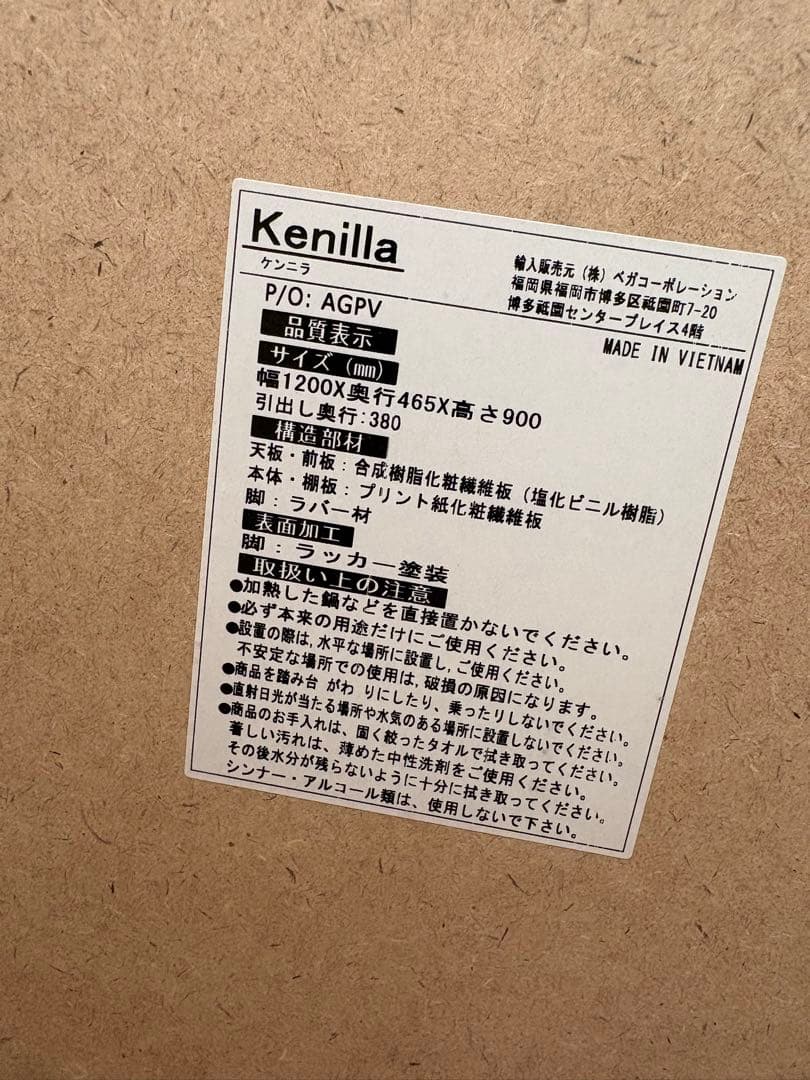 Kenilla
ケンニラ
輸入販売元 (株) ベガコーポレーション
福岡県福岡市博多区祗園町7-20
博多祗園センタープレイス4階
P/O: AGPV
MADE IN VIETNAM
品質表示
サイズ (mm)
幅1200X奥行465X高さ900
引出し奥行:380
構造部材
天板・前板：合成樹脂化粧繊維板 (塩化ビニル樹脂)
本体・棚板：プリント紙化粧繊維板
脚：ラバー材
表面加工
脚：ラッカー塗装
取扱い上の注意
●加熱した鍋などを直接置かないでください。
●必ず本来の用途だけにご使用ください。
●設置の際は,水平な場所に設置し,ご使用ください。
不安定な場所での使用は,破損の原因になります。
●商品を踏み台 がわ りにしたり、乗ったりしないでください。
●直射日光が当たる場所や水気のある場所に設置しないでください。
●商品のお手入れは、固く絞ったタオルで拭き取ってください。
著しい汚れは、薄めた中性洗剤をご使用ください。
その後水分が残らないように十分に拭き取ってください。
シンナー・アルコール類は、使用しないで下さい。